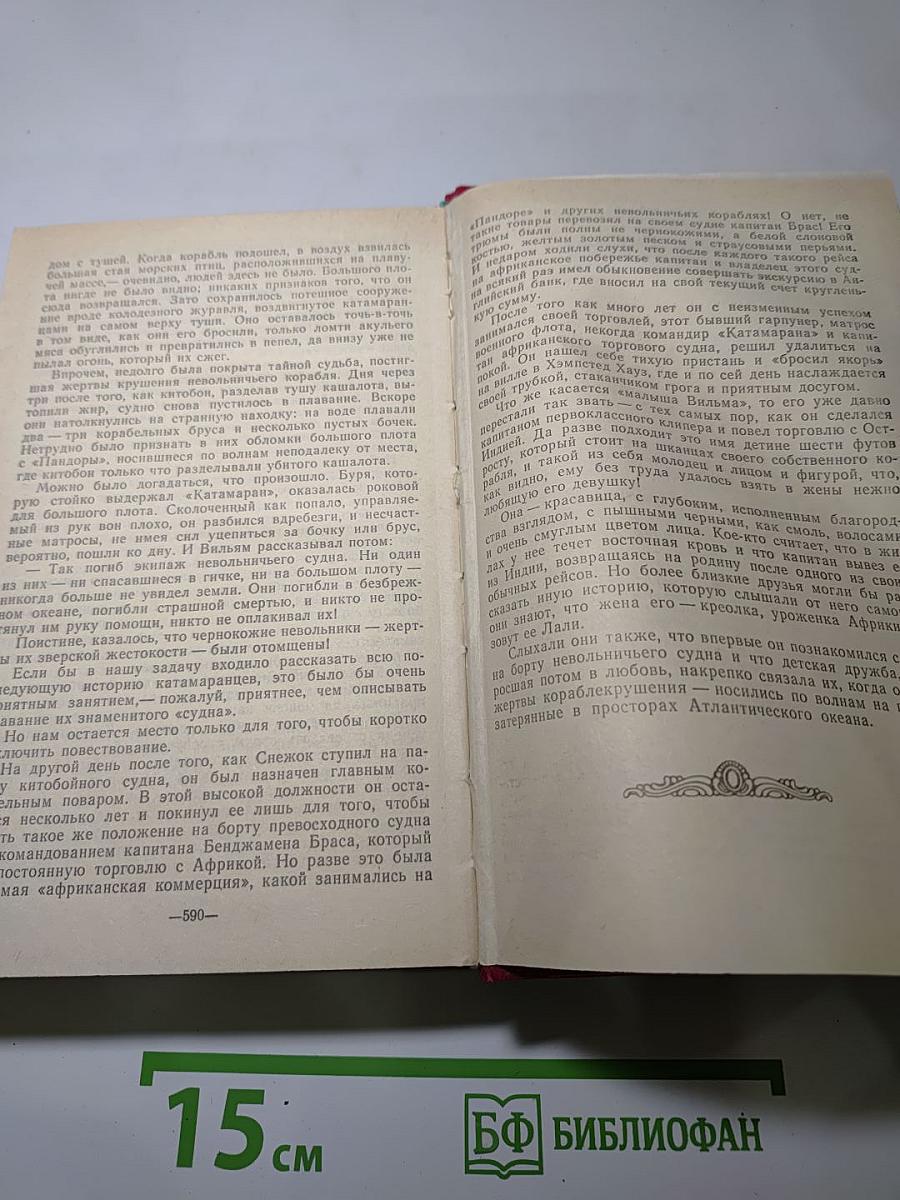 дом с тушей. Когда корабль подошел, в воздух взвилась
большая стая морских птиц, расположившихся на плаву-
чей массе,— очевидно, людей здесь не было. Большого пло-
та нигде не было видно; никаких признаков того, что он
сюда возвращался. Зато сохранилось потешное сооруже-
ние вроде колодезного журавля, воздвигнутое катамаран-
цами на самом верху туши. Оно оставалось точь-в-точь
в том виде, как они его бросили, только ломти акульего
мяса обуглились и превратились в пепел, да внизу уже не
пылал огонь, который их сжег.
Впрочем, недолго была покрыта тайной судьба, постиг-
шая жертвы крушения невольничьего корабля. Дня через
три после того, как китобои, разделав тушу кашалота, вы-
топили жир, судно снова пустилось в плавание. Вскоре
они натолкнулись на странную находку: на воде плавали
два — три корабельных бруса и несколько пустых бочек.
Нетрудно было признать в них обломки большого плота
с «Пандоры», носившиеся по волнам неподалеку от места,
где китобои только что разделывали убитого кашалота.
Можно было догадаться, что произошло. Буря, кото-
рую стойко выдержал «Катамаран», оказалась роковой
для большого плота. Сколоченный как попало, управляе-
мый из рук вон плохо, он разбился вдребезги, и несчаст-
ные матросы, не имея сил уцепиться за бочку или брус,
вероятно, пошли ко дну. И Вильям рассказывал потом:
— Так погиб экипаж невольничьего судна. Ни один
из них — ни спасавшиеся в гичке, ни на большом плоту —
никогда больше не увидел земли. Они погибли в безбреж-
ном океане, погибли страшной смертью, и никто не про-
тянул им руку помощи, никто не оплакивал их!
Поистине, казалось, что чернокожие невольники — жерт-
ы их зверской жестокости — были отомщены!
Если бы в нашу задачу входило рассказать всю по-
ледующую историю катамаранцев, это было бы очень
риятным занятием,— пожалуй, приятнее, чем описывать
лавание их знаменитого «судна».
Но нам остается место только для того, чтобы коротко
ключить повествование.
На другой день после того, как Снежок ступил на па-
у китобойного судна, он был назначен главным ко-
ельным поваром. В этой высокой должности он оста-
ся несколько лет и покинул ее лишь для того, чтобы
ть такое же положение на борту превосходного судна
командованием капитана Бенджамена Браса, который
постоянную торговлю с Африкой. Но разве это была
мая «африканская коммерция», какой занимались на
—590—
«Пандоре» и других невольничьих кораблях! О нет, не
такие товары перевозил на своем судне капитан Брас! Его
трюмы были полны не чернокожими, а белой слоновой
костью, желтым золотым песком и страусовыми перьями.
И недаром ходили слухи, что после каждого такого рейса
на африканское побережье капитан и владелец этого суд-
на всякий раз имел обыкновение совершать экскурсию в Ан-
глийский банк, где вносил на свой текущий счет круглень-
кую сумму.
После того как много лет он с неизменным успехом
занимался своей торговлей, этот бывший гарпунер, матрос
военного флота, некогда командир «Катамарана» и капи-
тан африканского торгового судна, решил удалиться на
покой. Он нашел себе тихую пристань и «бросил якорь»
на вилле в Хэмпстед Хауз, где и по сей день наслаждается
своей трубкой, стаканчиком грога и приятным досугом.
Что же касается «малыша Вильма», то его уже давно
перестали так звать — с тех самых пор, как он сделался
капитаном первоклассного клипера и повел торговлю с Ост-
Индией. Да разве подходит это имя детине шести футов
росту, который стоит на шканцах своего собственного ко-
рабля, и такой из себя молодец и лицом и фигурой, что,
как видно, ему без труда удалось взять в жены нежно
любящую его девушку!
Она — красавица, с глубоким, исполненным благород-
ства взглядом, с пышными черными, как смоль, волосами
и очень смуглым цветом лица. Кое-кто считает, что в жи-
лах у нее течет восточная кровь и что капитан вывез е
из Индии, возвращаясь на родину после одного из свои
обычных рейсов. Но более близкие друзья могли бы ра
сказать иную историю, которую слышали от него само
они знают, что жена его — креолка, уроженка Африки
зовут ее Лали.
Слыхали они также, что впервые он познакомился с
на борту невольничьего судна и что детская дружба,
росшая потом в любовь, накрепко связала их, когда о
жертвы кораблекрушения — носились по волнам на п
затерянные в просторах Атлантического океана.
15 см
БФ БИБЛИОФАН